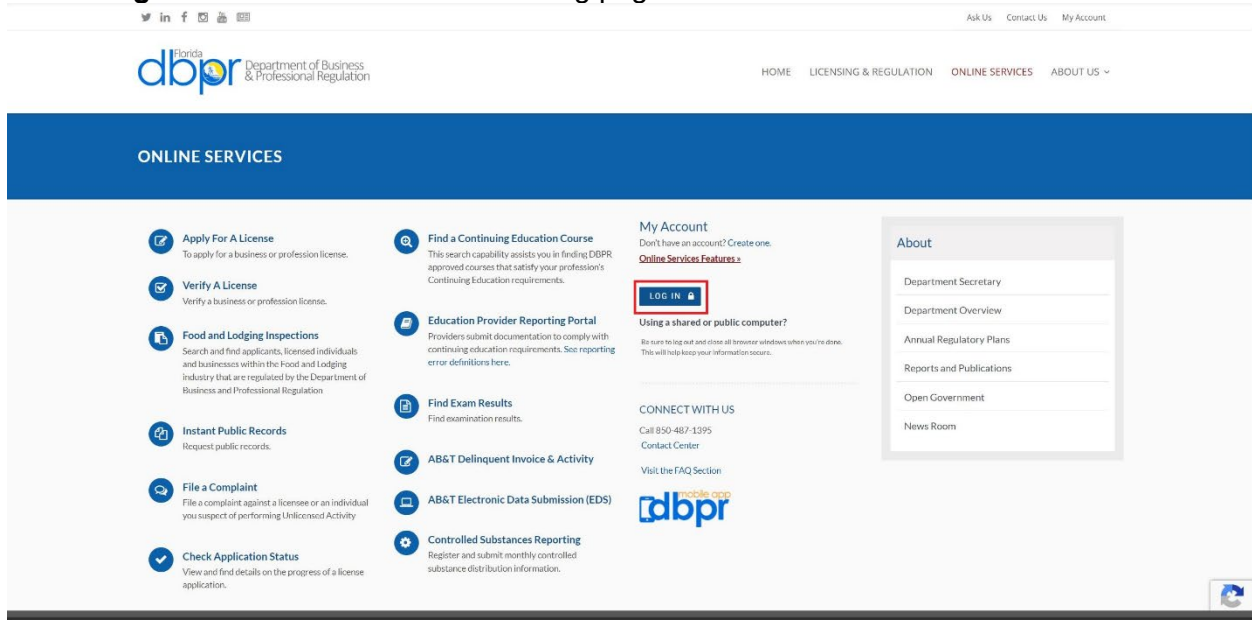 Ask Us Contact Us My Account
Florida
dbpr Department of Business
& Professional Regulation
HOME LICENSING & REGULATION ONLINE SERVICES ABOUT US
ONLINE SERVICES
Apply For A License
To apply for a business or profession license.
Verify A License
Verify a business or profession license.
Food and Lodging Inspections
Search and find applicants, licensed individuals
and businesses within the Food and Lodging
industry that are regulated by the Department of
Business and Professional Regulation
Instant Public Records
Request public records.
File a Complaint
File a complaint against a licensee or an individual
you suspect of performing Unlicensed Activity
Check Application Status
View and find details on the progress of a license
application.
Find a Continuing Education Course
This search capability assists you in finding DBPR
approved courses that satisfy your profession's
Continuing Education requirements.
Education Provider Reporting Portal
Providers submit documentation to comply with
continuing education requirements. See reporting
error definitions here.
Find Exam Results
Find examination results.
AB&T Delinquent Invoice & Activity
AB&T Electronic Data Submission (EDS)
Controlled Substances Reporting
Register and submit monthly controlled
substance distribution information.
My Account
Don't have an account? Create one.
Online Services Features »
LOG IN
Using a shared or public computer?
Be sure to log out and close all browser windows when you're done.
This will help keep your information secure.
CONNECT WITH US
Call 850-487-1395
Contact Center
Visit the FAQ Section
mobile app
dbpr
About
Department Secretary
Department Overview
Annual Regulatory Plans
Reports and Publications
Open Government
News Room